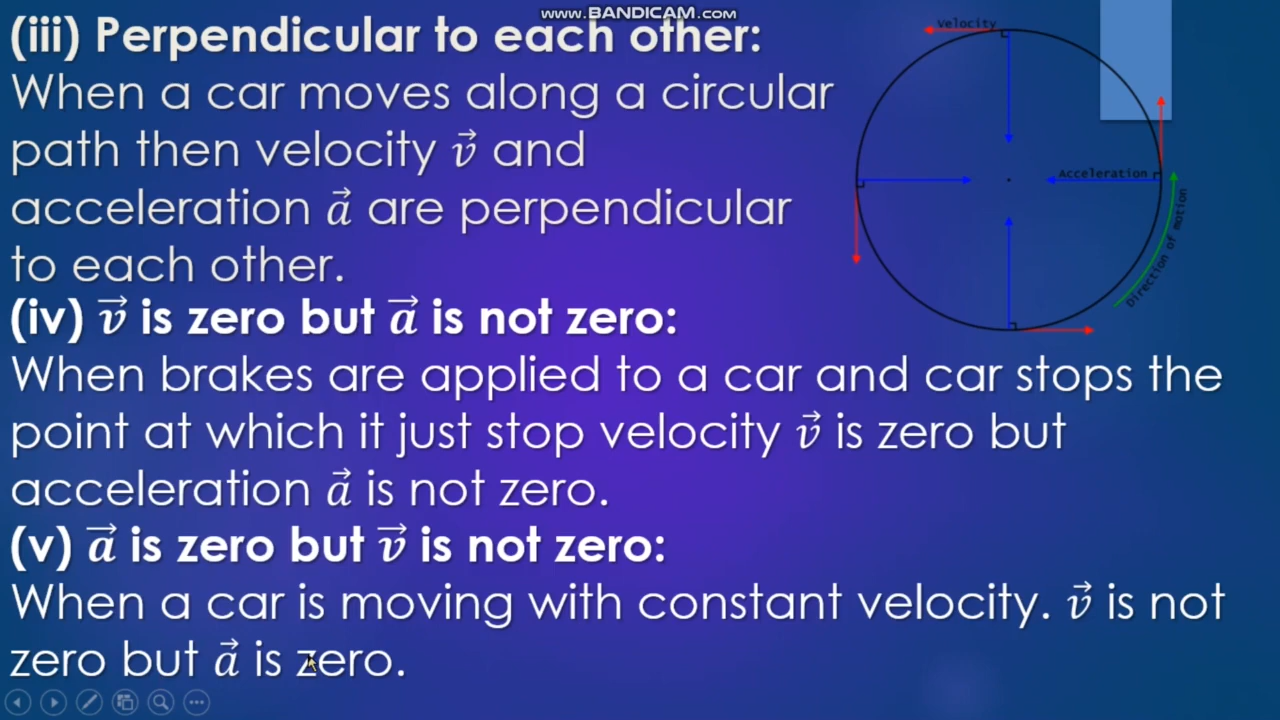 www.BANDICAM.com
(iii) Perpendicular to each other:
When a car moves along a circular
path then velocity v⃗ and
acceleration a⃗ are perpendicular
to each other.
Velocity
Acceleration
Direction of motion
(iv) v⃗ is zero but a⃗ is not zero:
When brakes are applied to a car and car stops the
point at which it just stop velocity v⃗ is zero but
acceleration a⃗ is not zero.
(v) a⃗ is zero but v⃗ is not zero:
When a car is moving with constant velocity. v⃗ is not
zero but a⃗ is zero.